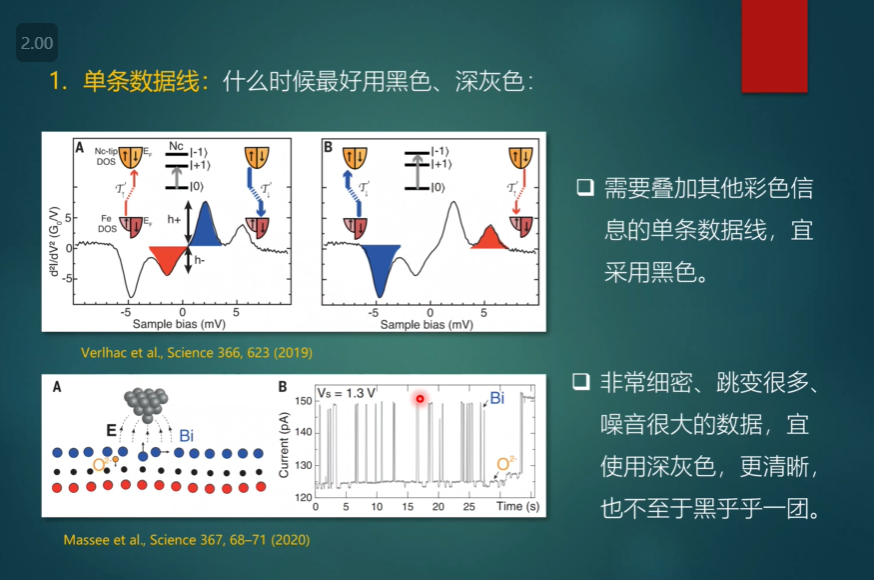 2.00
1. 单条数据线：什么时候最好用黑色、深灰色：
A
Nc-tip
DOS
E_F
Nc
|-1⟩
|+1⟩
|0⟩
Fe
DOS
E_F
h+
h-
d²I/dV² (G₀/V)
5
0
-5
-5 0 5
Sample bias (mV)
B
|-1⟩
|+1⟩
|0⟩
-5 0 5
Sample bias (mV)
Verlhac et al., Science 366, 623 (2019)
需要叠加其他彩色信
息的单条数据线，宜
采用黑色。
A
E
Bi
O²⁻
B
Vs = 1.3 V
Current (pA)
150
140
130
120
Bi
O²⁻
0 5 10 15 20 25 Time (s)
Massee et al., Science 367, 68–71 (2020)
非常细密、跳变很多、
噪音很大的数据，宜
使用深灰色，更清晰，
也不至于黑乎乎一团。